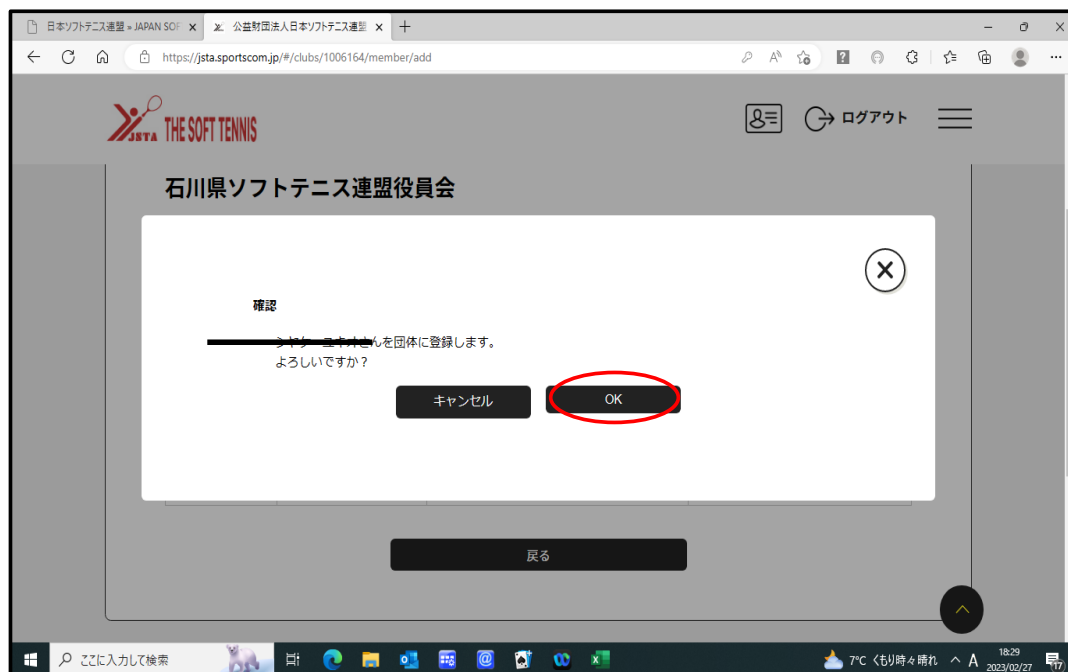 日本ソフトテニス連盟 » JAPAN SOF
公益財団法人日本ソフトテニス連盟
https://jsta.sportscom.jp/#/clubs/1006164/member/add
JSTA THE SOFT TENNIS
ログアウト
石川県ソフトテニス連盟役員会
確認
さんを団体に登録します。
よろしいですか？
キャンセル
OK
戻る
ここに入力して検索
7°C くもり時々晴れ
A
18:29
2023/02/27
17